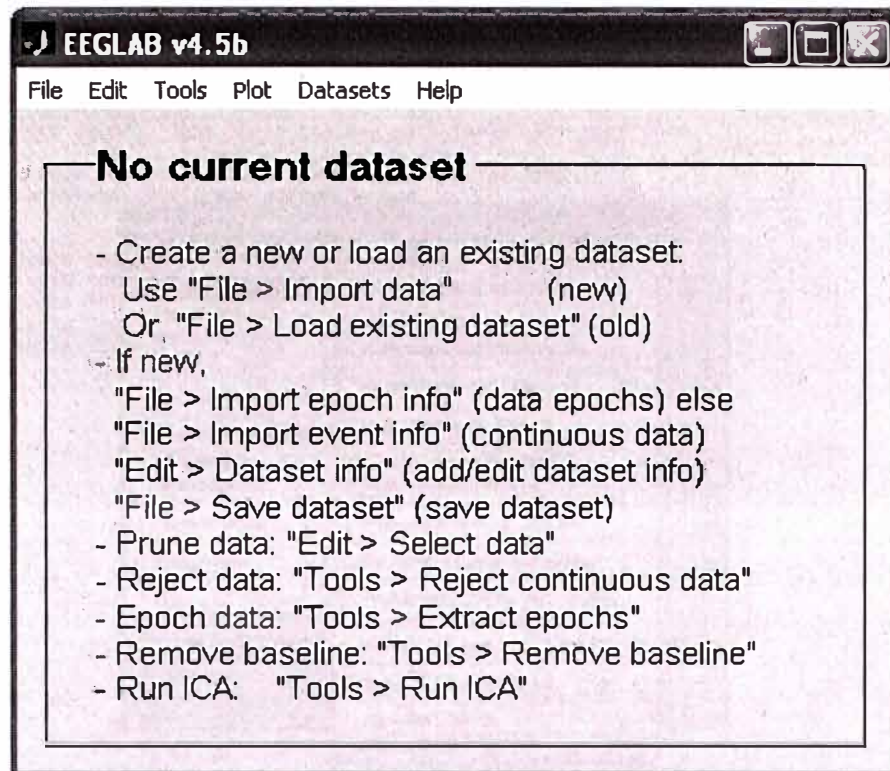 EEGLAB v4.5b
File Edit Tools Plot Datasets Help
No current dataset
- Create a new or load an existing dataset:
Use "File > Import data" (new)
Or "File > Load existing dataset" (old)
- If new,
"File > Import epoch info" (data epochs) else
"File > Import event info" (continuous data)
"Edit > Dataset info" (add/edit dataset info)
"File > Save dataset" (save dataset)
- Prune data: "Edit > Select data"
- Reject data: "Tools > Reject continuous data"
- Epoch data: "Tools > Extract epochs"
- Remove baseline: "Tools > Remove baseline"
- Run ICA: "Tools > Run ICA"